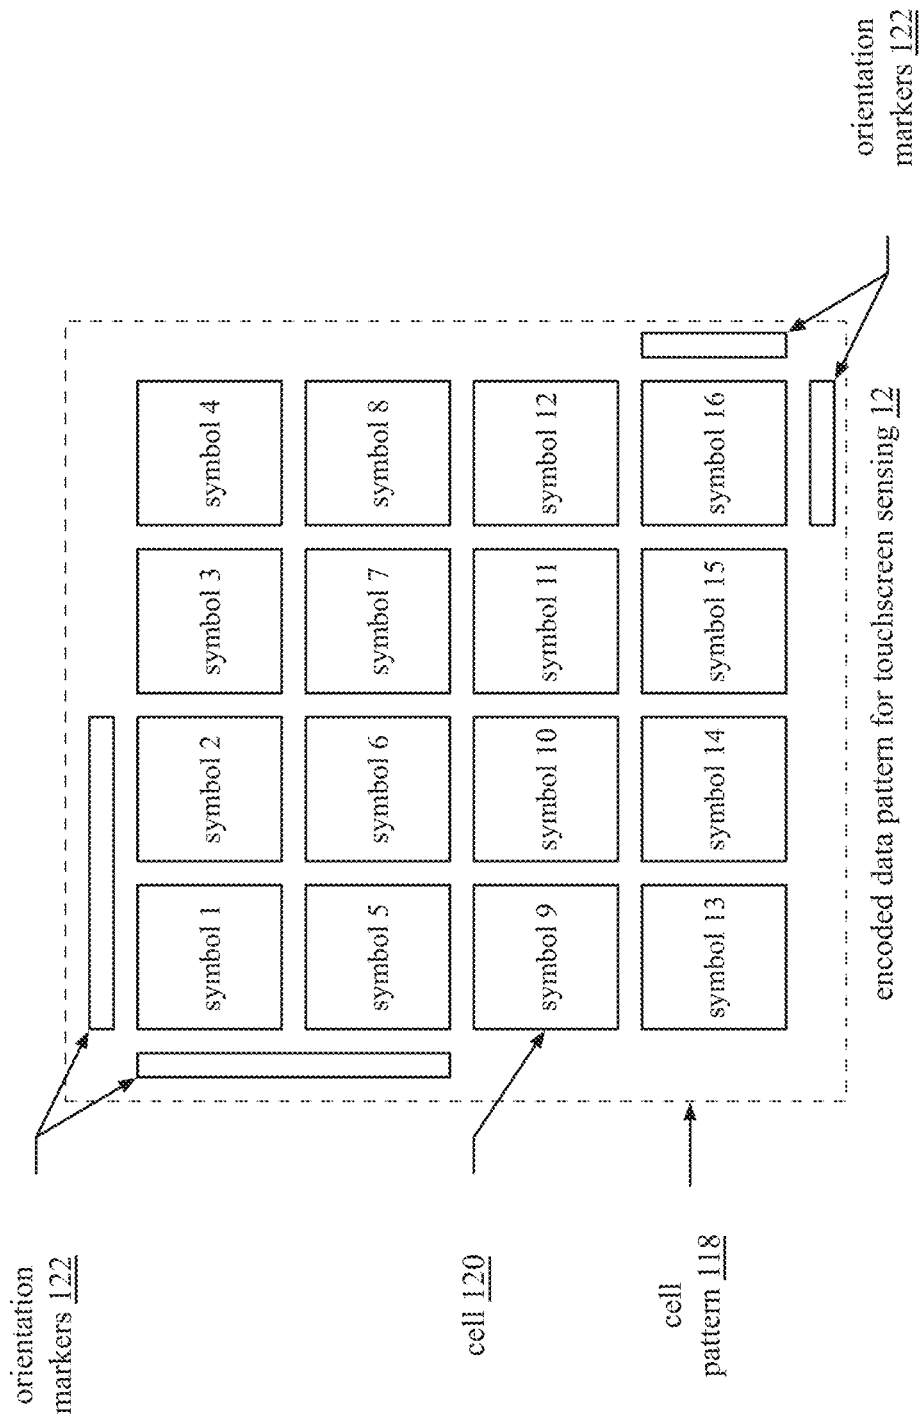 orientation
markers 122
symbol 1
symbol 2
symbol 3
symbol 4
symbol 5
symbol 6
symbol 7
symbol 8
cell 120
symbol 9
symbol 10
symbol 11
symbol 12
symbol 13
symbol 14
symbol 15
symbol 16
cell
pattern 118
orientation
markers 122
encoded data pattern for touchscreen sensing 12